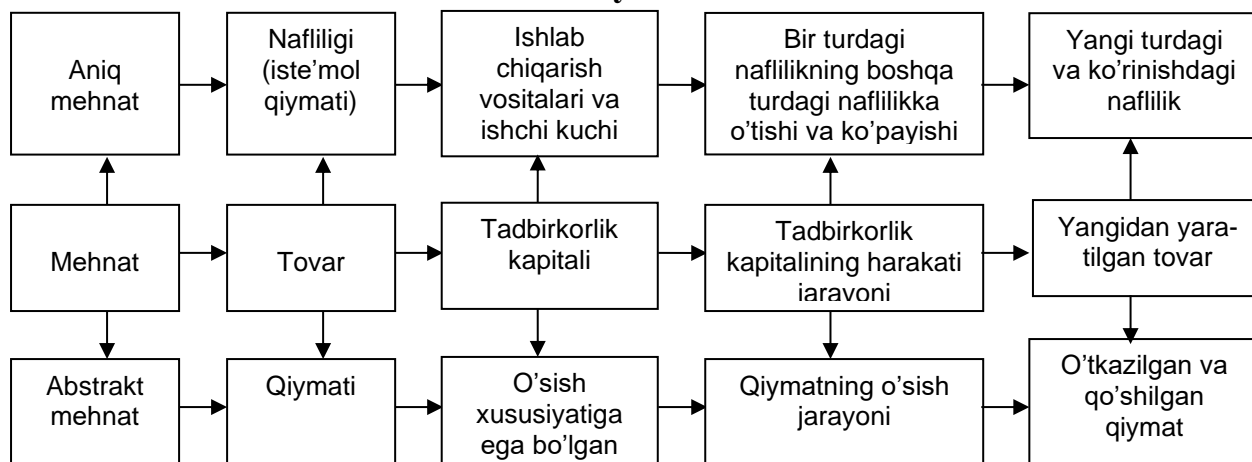 Aniq
mehnat
Nafliligi
(iste’mol
qiymati)
Ishlab
chiqarish
vositalari va
ishchi kuchi
Bir turdagi
naflilikning boshqa
turdagi naflilikka
o’tishi va ko’payishi
Yangi turdagi
va ko’rinishdagi
naflilik
Mehnat
Tovar
Tadbirkorlik
kapitali
Tadbirkorlik
kapitalining harakati
jarayoni
Yangidan yara-
tilgan tovar
Abstrakt
mehnat
Qiymati
O’sish
xususiyatiga
ega bo’lgan
Qiymatning o’sish
jarayoni
O’tkazilgan va
qo’shilgan
qiymat